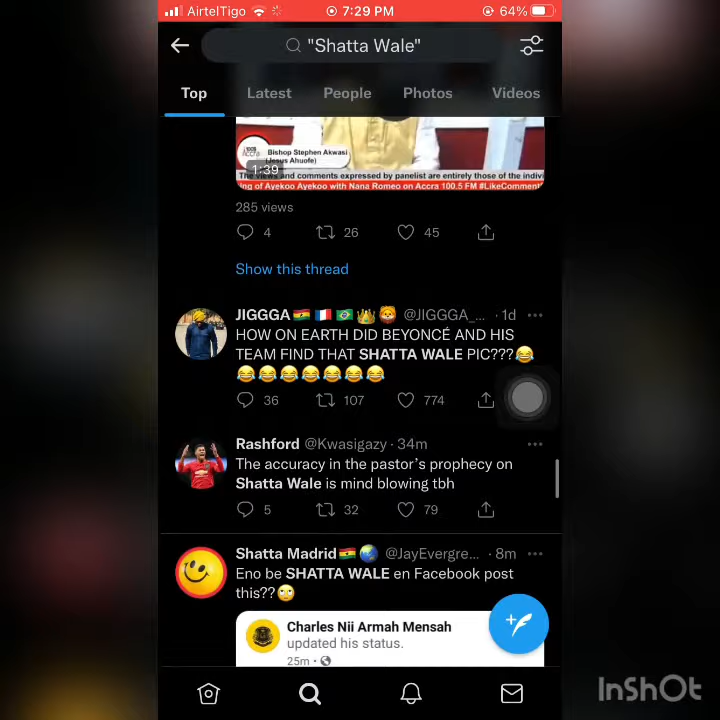 AirtelTigo 7:29 PM 64%
"Shatta Wale"
Top Latest People Photos Videos
Bishop Stephen Akwasi
(Jesus Ahuofe)
1:39
The views and comments expressed by panelist are entirely those of the indivi
ing of Ayekoo Ayekoo with Nana Romeo on Accra 100.5 FM #LikeComment
285 views
4 26 45
Show this thread
JIGGGA🇬🇭🇫🇷🇧🇷👑🦁 @JIGGGA_... · 1d
HOW ON EARTH DID BEYONCÉ AND HIS
TEAM FIND THAT SHATTA WALE PIC???😂
😂😂😂😂😂😂😂
36 107 774
Rashford @Kwasigazy · 34m
The accuracy in the pastor's prophecy on
Shatta Wale is mind blowing tbh
5 32 79
Shatta Madrid🇬🇭🌍 @JayEvergre... · 8m
Eno be SHATTA WALE en Facebook post
this??🙄
Charles Nii Armah Mensah
updated his status.
25m ·
InShOt